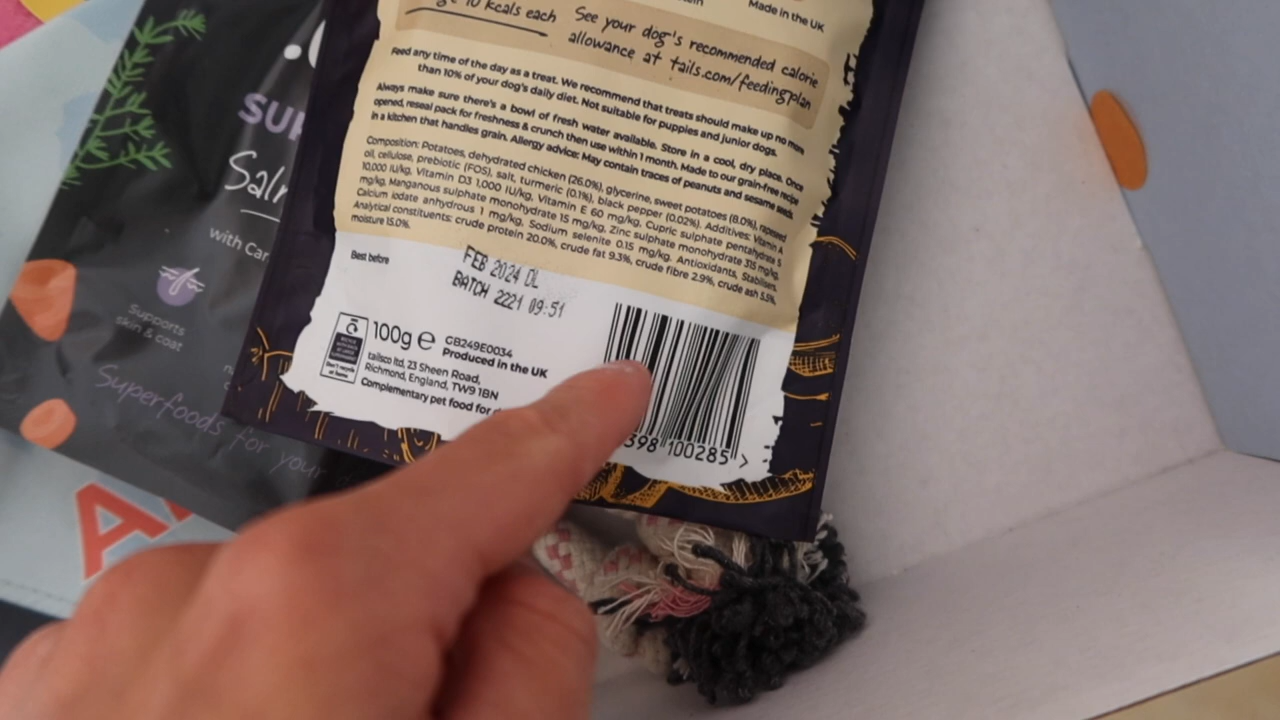 Made in the UK
10 kcals each
See your dog's recommended calorie
allowance at tails.com/feedingplan
Feed any time of the day as a treat. We recommend that treats should make up no more
than 10% of your dog's daily diet. Not suitable for puppies and junior dogs.
Always make sure there's a bowl of fresh water available. Store in a cool, dry place. Once
opened, reseal pack for freshness & crunch then use within 1 month. Made to our grain-free recipe
in a kitchen that handles grain. Allergy advice: May contain traces of peanuts and sesame seeds.
Composition: Potatoes, dehydrated chicken (26.0%), glycerine, sweet potatoes (8.0%), rapeseed
oil, cellulose, prebiotic (FOS), salt, turmeric (0.1%), black pepper (0.02%). Additives: Vitamin A
10,000 IU/kg, Vitamin D3 1,000 IU/kg, Vitamin E 60 mg/kg, Cupric sulphate pentahydrate 5
mg/kg, Manganous sulphate monohydrate 15 mg/kg, Zinc sulphate monohydrate 315 mg/kg,
Calcium iodate anhydrous 1 mg/kg, Sodium selenite 0.15 mg/kg. Antioxidants, Stabilisers.
Analytical constituents: crude protein 20.0%, crude fat 9.3%, crude fibre 2.9%, crude ash 5.5%,
moisture 15.0%.
Best before
FEB 2024 DL
BATCH 2221 09:51
100g e
GB249E0034
Produced in the UK
tailsco ltd, 23 Sheen Road,
Richmond, England, TW9 1BN
Complementary pet food for
398 100285 >
with
Supports
skin & coat
Superfoods for your